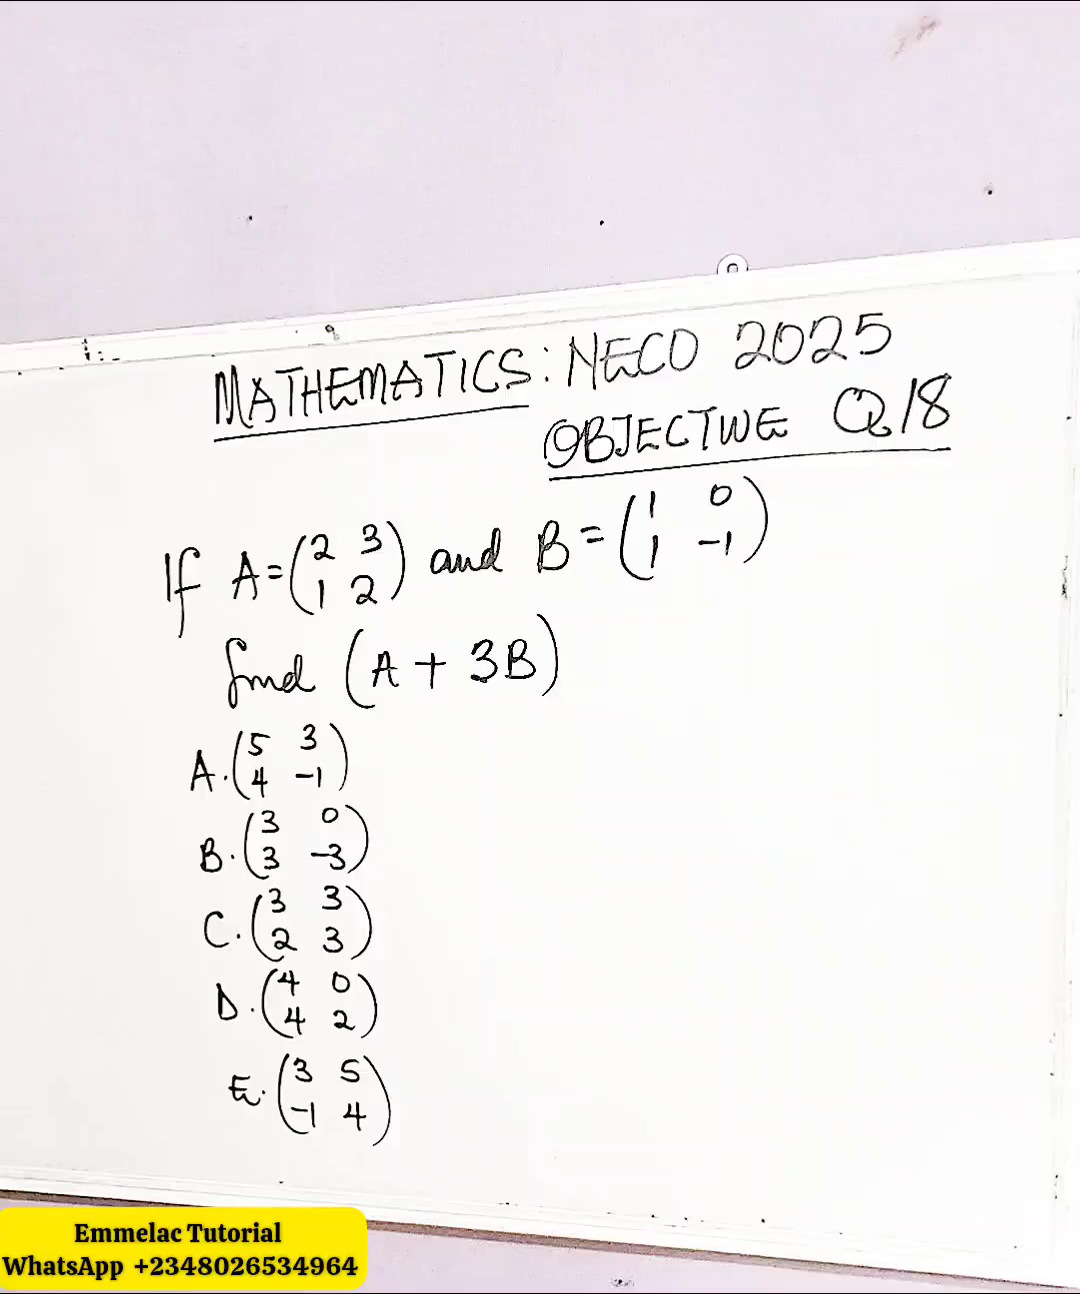 MATHEMATICS: NECO 2025
OBJECTIVE Q18
If A=(2 3
1 2) and B=(1 0
1 -1)
find (A + 3B)
A. (5 3
4 -1)
B. (3 0
3 -3)
C. (3 3
2 3)
D. (4 0
4 2)
E. (3 5
-1 4)
Emmelac Tutorial
WhatsApp +2348026534964